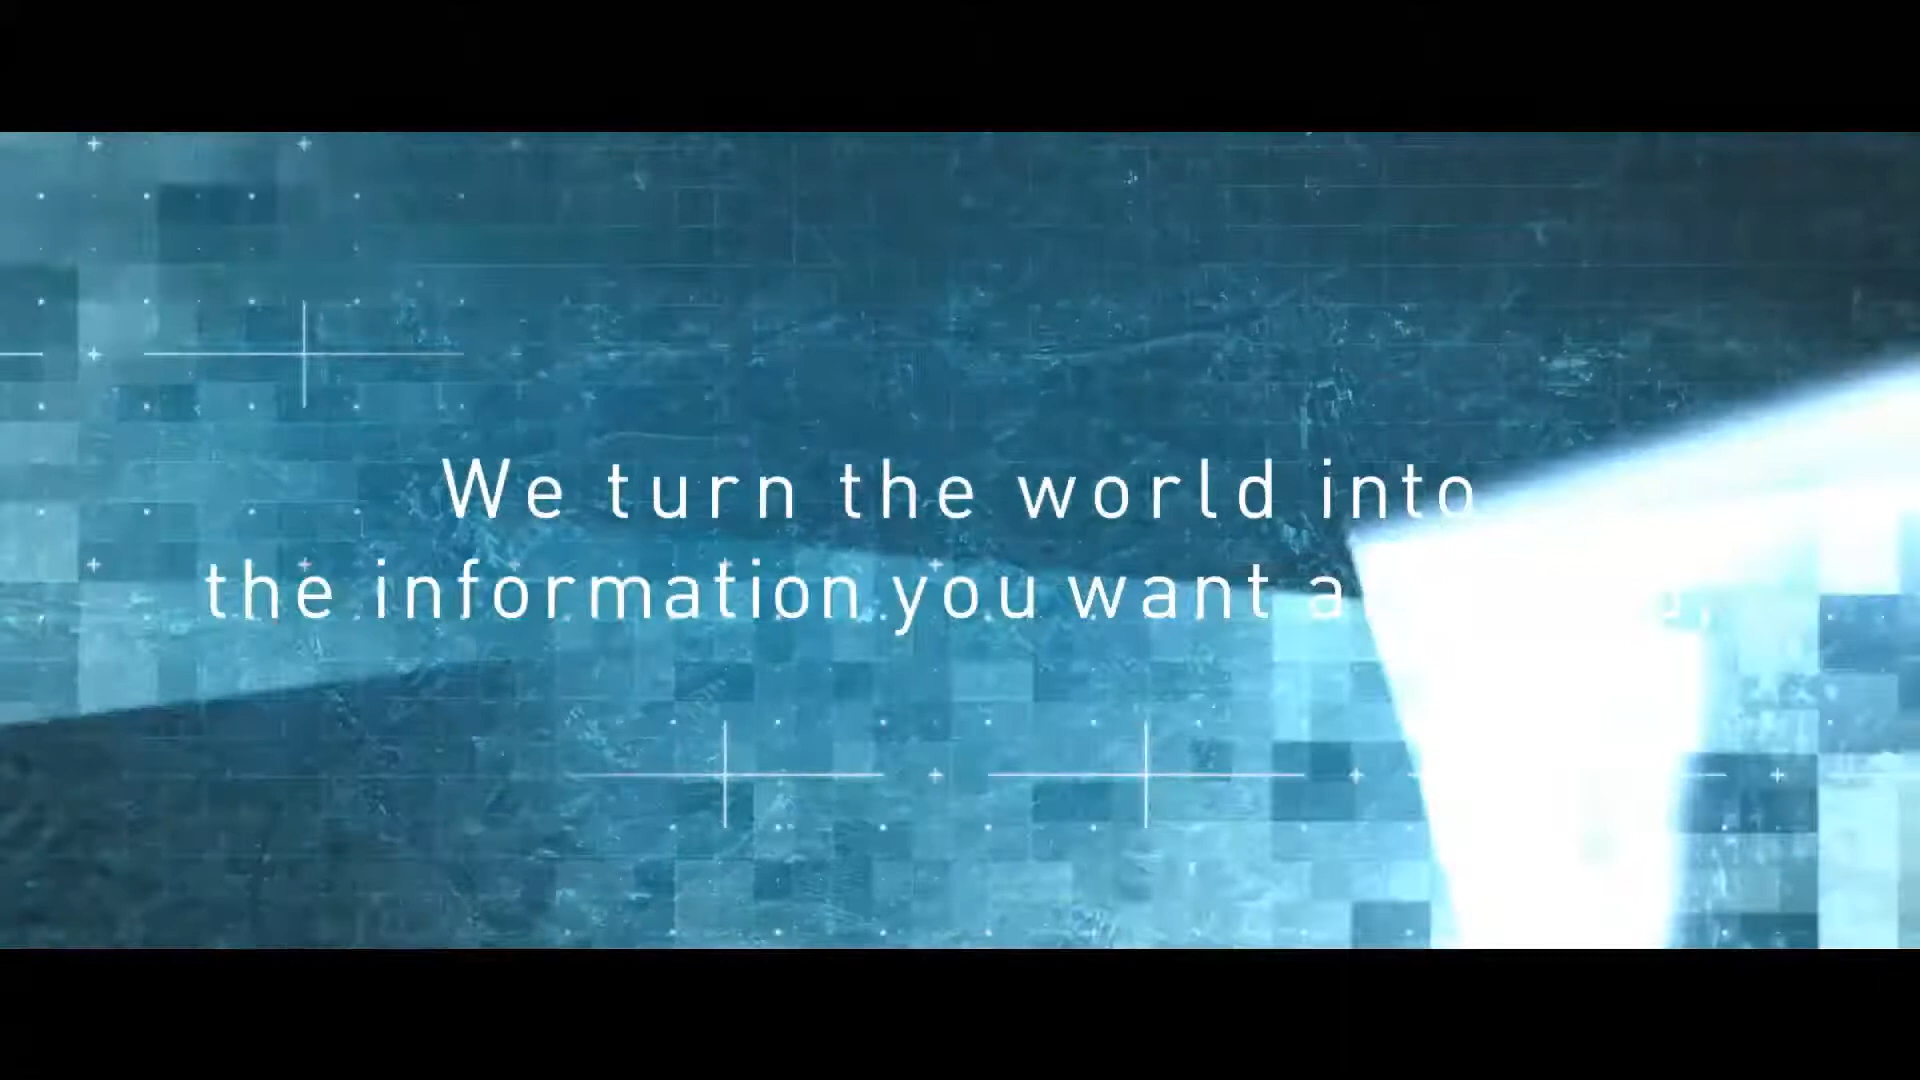 We turn the world into
the information you want